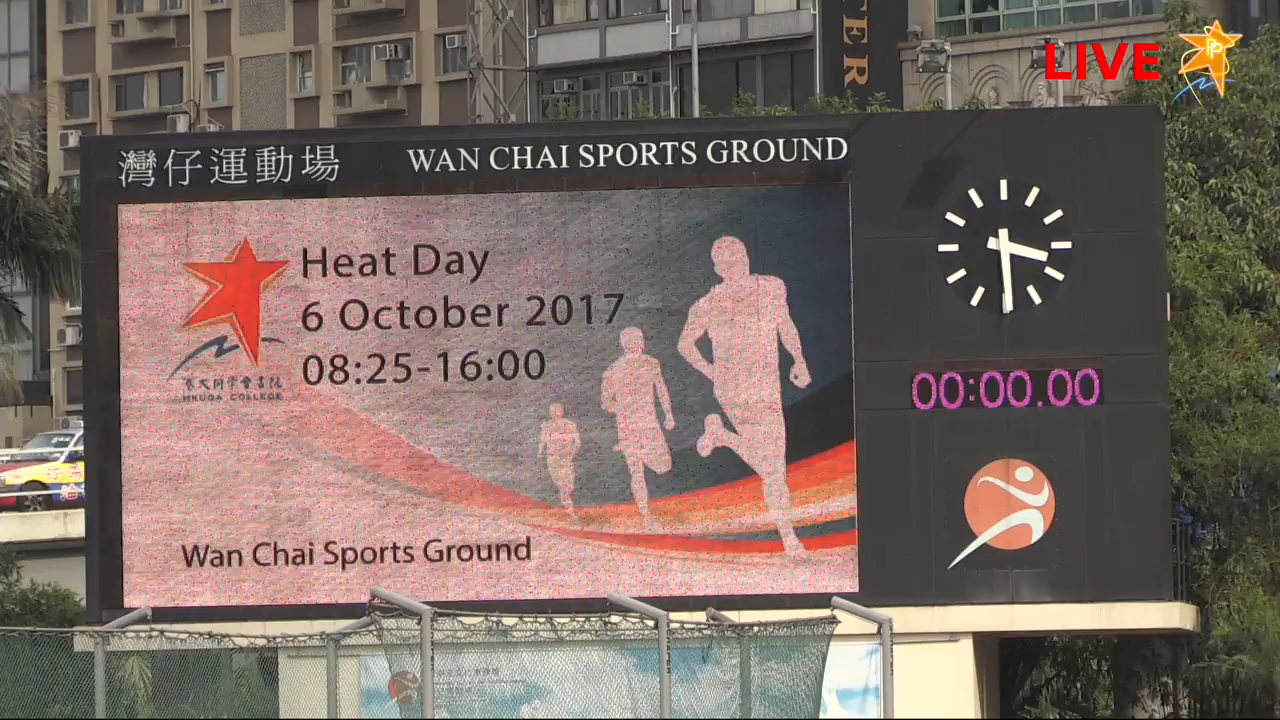 LIVE
TER
灣仔運動場
WAN CHAI SPORTS GROUND
Heat Day
6 October 2017
08:25-16:00
HKUGA COLLEGE
00:00.00
Wan Chai Sports Ground